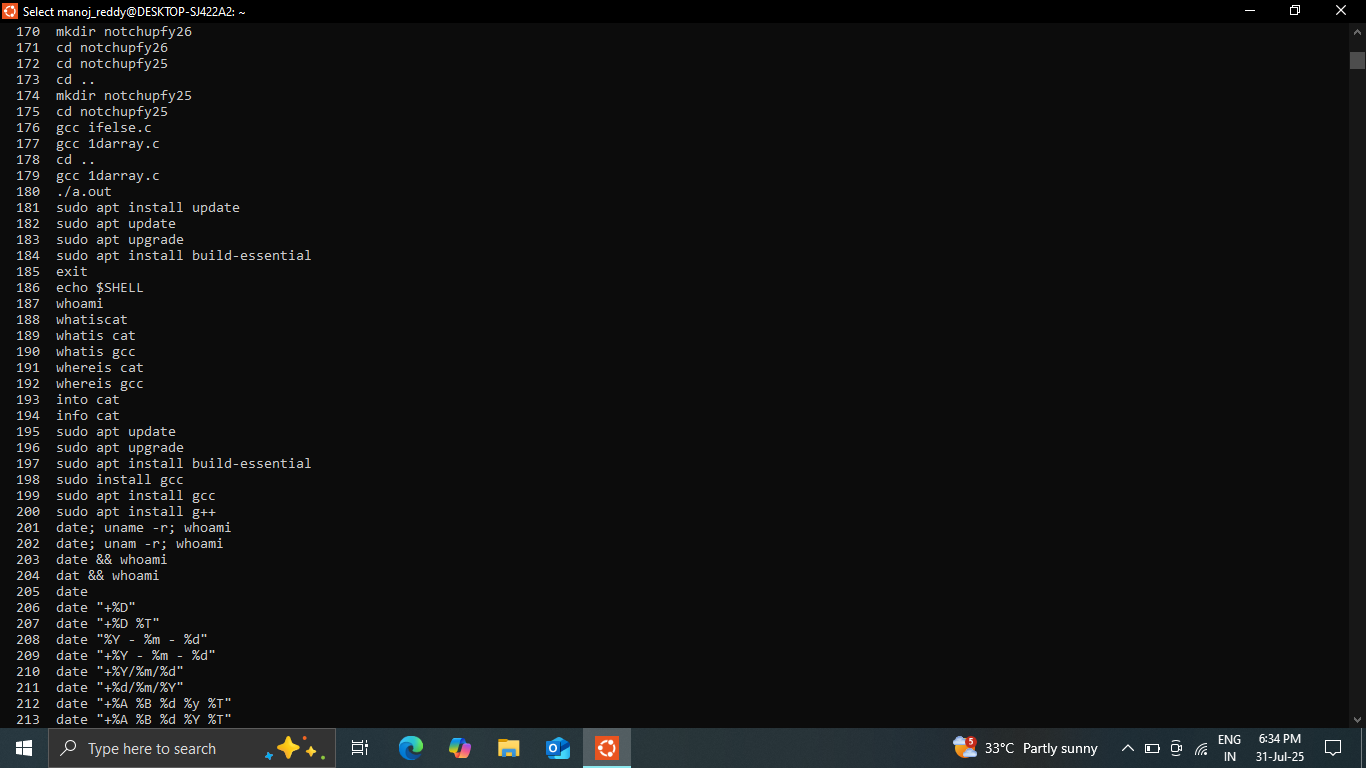 Select manoj_reddy@DESKTOP-SJ422A2: ~
170 mkdir notchupfy26
171 cd notchupfy26
172 cd notchupfy25
173 cd ..
174 mkdir notchupfy25
175 cd notchupfy25
176 gcc ifelse.c
177 gcc 1darray.c
178 cd ..
179 gcc 1darray.c
180 ./a.out
181 sudo apt install update
182 sudo apt update
183 sudo apt upgrade
184 sudo apt install build-essential
185 exit
186 echo $SHELL
187 whoami
188 whatiscat
189 whatis cat
190 whatis gcc
191 whereis cat
192 whereis gcc
193 into cat
194 info cat
195 sudo apt update
196 sudo apt upgrade
197 sudo apt install build-essential
198 sudo install gcc
199 sudo apt install gcc
200 sudo apt install g++
201 date; uname -r; whoami
202 date; unam -r; whoami
203 date && whoami
204 dat && whoami
205 date
206 date "+%D"
207 date "+%D %T"
208 date "%Y - %m - %d"
209 date "+%Y - %m - %d"
210 date "+%Y/%m/%d"
211 date "+%d/%m/%Y"
212 date "+%A %B %d %y %T"
213 date "+%A %B %d %Y %T"
Type here to search
5
33°C Partly sunny
ENG
IN
6:34 PM
31-Jul-25